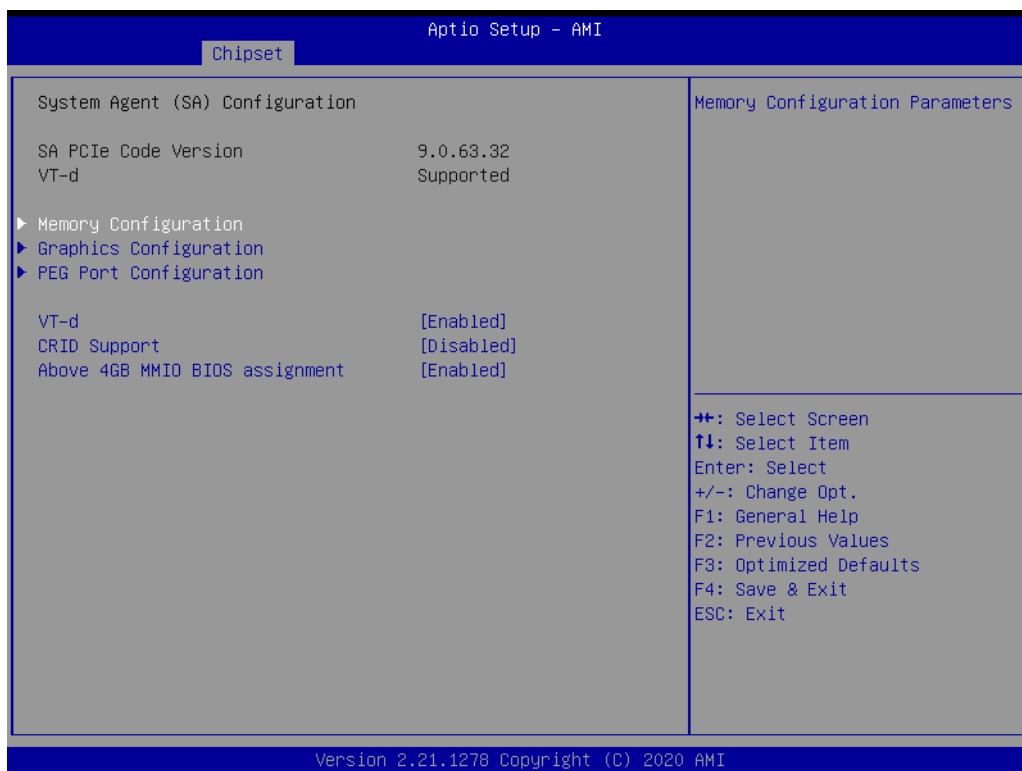 Aptio Setup - AMI
Chipset
System Agent (SA) Configuration
SA PCIe Code Version 9.0.63.32
VT-d Supported
▶ Memory Configuration
▶ Graphics Configuration
▶ PEG Port Configuration
VT-d [Enabled]
CRID Support [Disabled]
Above 4GB MMIO BIOS assignment [Enabled]
Memory Configuration Parameters
→←: Select Screen
↑↓: Select Item
Enter: Select
+/-: Change Opt.
F1: General Help
F2: Previous Values
F3: Optimized Defaults
F4: Save & Exit
ESC: Exit
Version 2.21.1278 Copyright (C) 2020 AMI